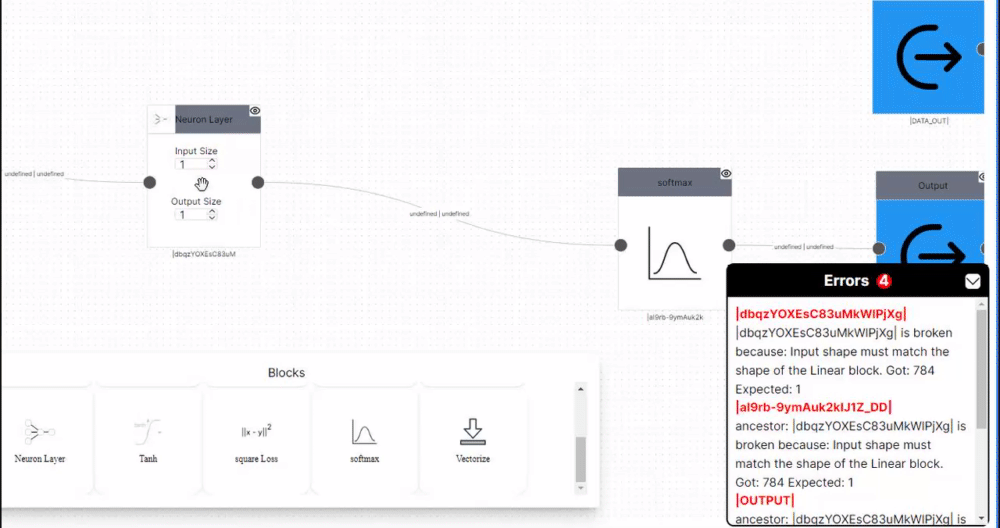 |DATA_OUT|
Neuron Layer
Input Size
1
undefined | undefined
Output Size
1
undefined | undefined
|dbqzYOXEsC83uM
softmax
Output
undefined | undefined
|al9rb-9ymAuk2k
Errors 4
|dbqzYOXEsC83uMkWlPjXg|
|dbqzYOXEsC83uMkWlPjXg| is broken
because: Input shape must match the
shape of the Linear block. Got: 784
Expected: 1
|al9rb-9ymAuk2kIJ1Z_DD|
ancestor: |dbqzYOXEsC83uMkWlPjXg| is
broken because: Input shape must
match the shape of the Linear block.
Got: 784 Expected: 1
|OUTPUT|
ancestor: |dbqzYOXEsC83uMkWlPjXg| is
Blocks
Neuron Layer
tanh
Tanh
||x - y||²
square Loss
softmax
Vectorize